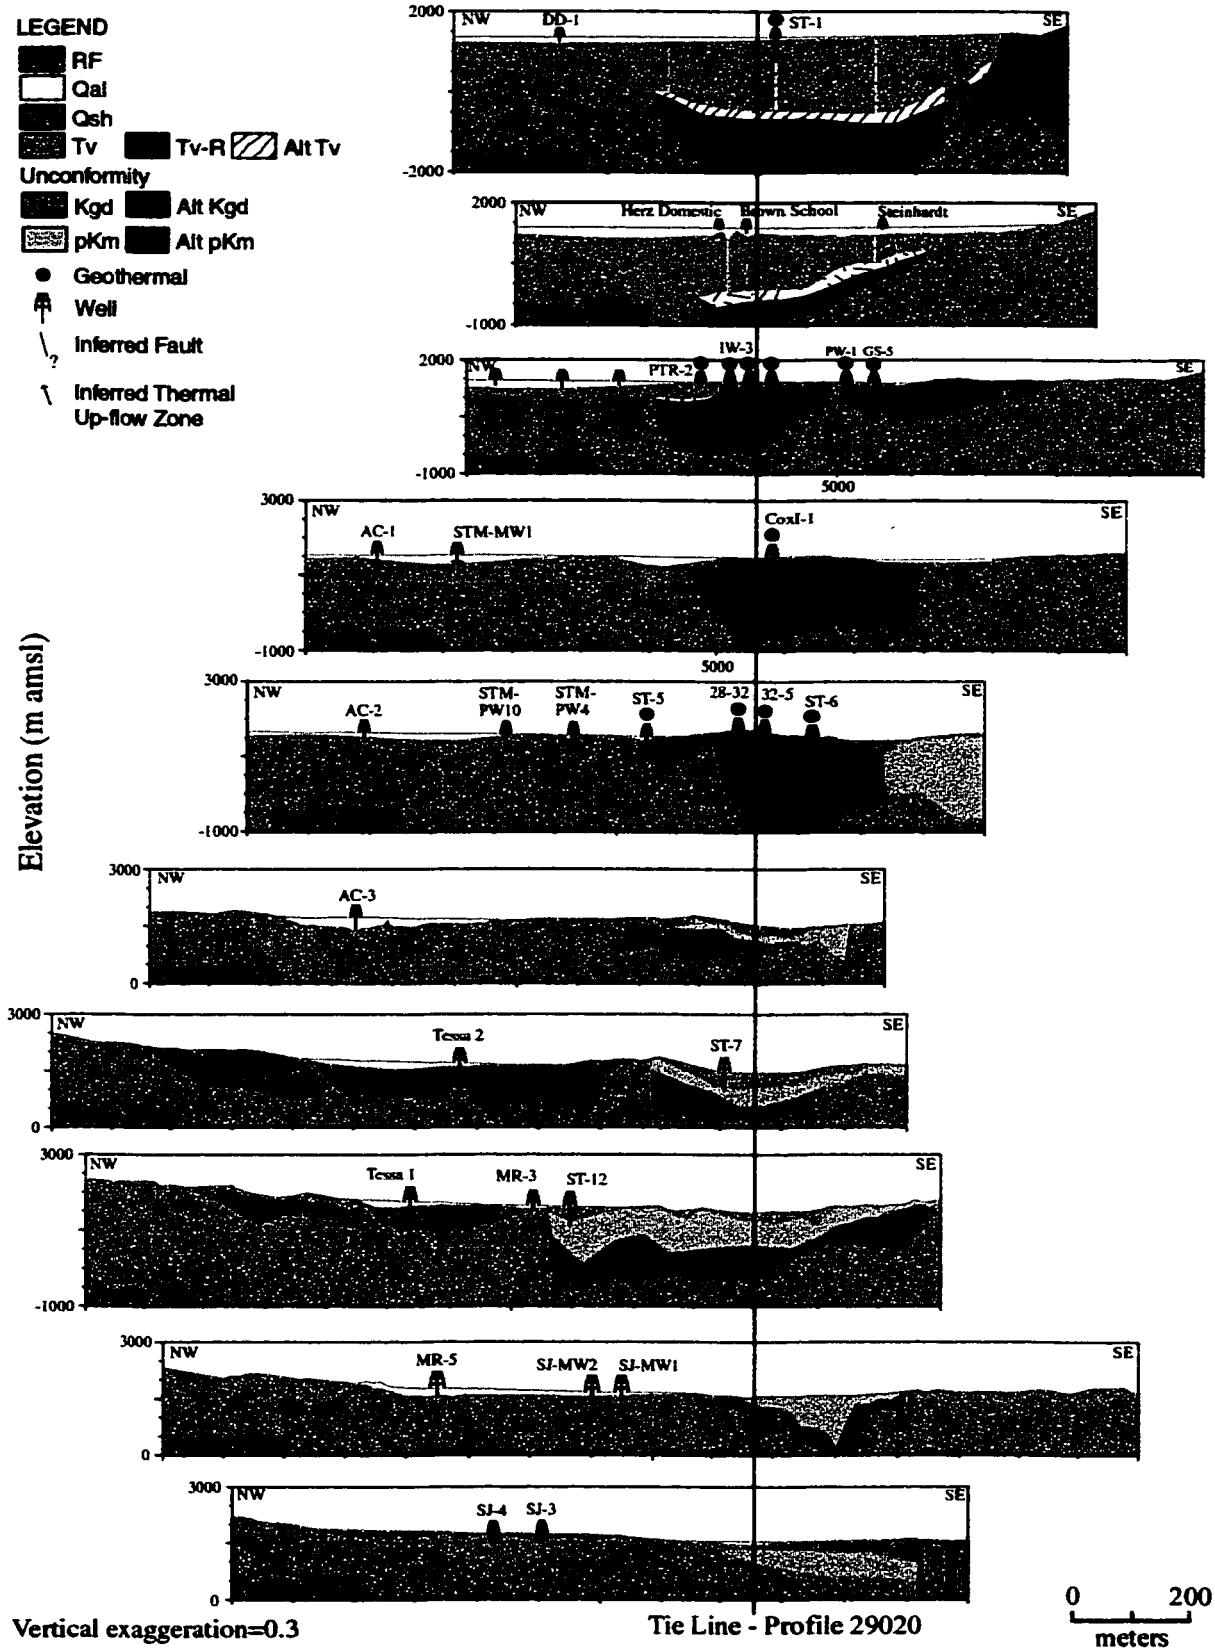 LEGEND
RF
Qal
Qsh
Tv Tv-R Alt Tv
Unconformity
Kgd Alt Kgd
pKm Alt pKm
Geothermal
Well
Inferred Fault
?
Inferred Thermal
Up-flow Zone
Elevation (m amsl)
2000
NW DD-1 ST-1 SE
-2000
2000
NW Herz Domestic Brown School Steinhardt SE
-1000
2000
NW PTR-2 IW-3 PW-1 GS-5 SE
-1000
5000
3000
NW AC-1 STM-MW1 CoxI-1 SE
-1000
5000
3000
NW AC-2 STM-PW10 STM-PW4 ST-5 28-32 32-5 ST-6 SE
-1000
3000
NW AC-3 SE
0
3000
NW Tessa 2 ST-7 SE
0
3000
NW Tessa 1 MR-3 ST-12 SE
-1000
3000
NW MR-5 SJ-MW2 SJ-MW1 SE
0
3000
NW SJ-4 SJ-3 SE
0
Vertical exaggeration=0.3
Tie Line - Profile 29020
0 200
meters